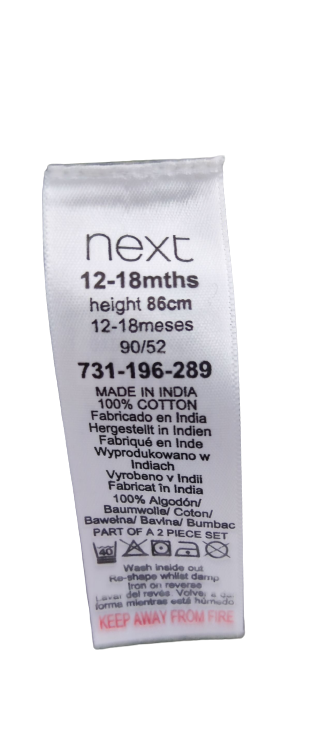 next
12-18mths
height 86cm
12-18meses
90/52
731-196-289
MADE IN INDIA
100% COTTON
Fabricado en India
Hergestellt in Indien
Fabriqué en Inde
Wyprodukowano w
Indiach
Vyrobeno v Indii
Fabricat în India
100% Algodón/
Baumwolle/ Coton/
Bawełna/ Bavlna/ Bumbac
PART OF A 2 PIECE SET
40
Wash inside out
Re-shape whilst damp
Iron on reverse
Lavar del revés. Volver a dar
forma mientras está húmedo
KEEP AWAY FROM FIRE